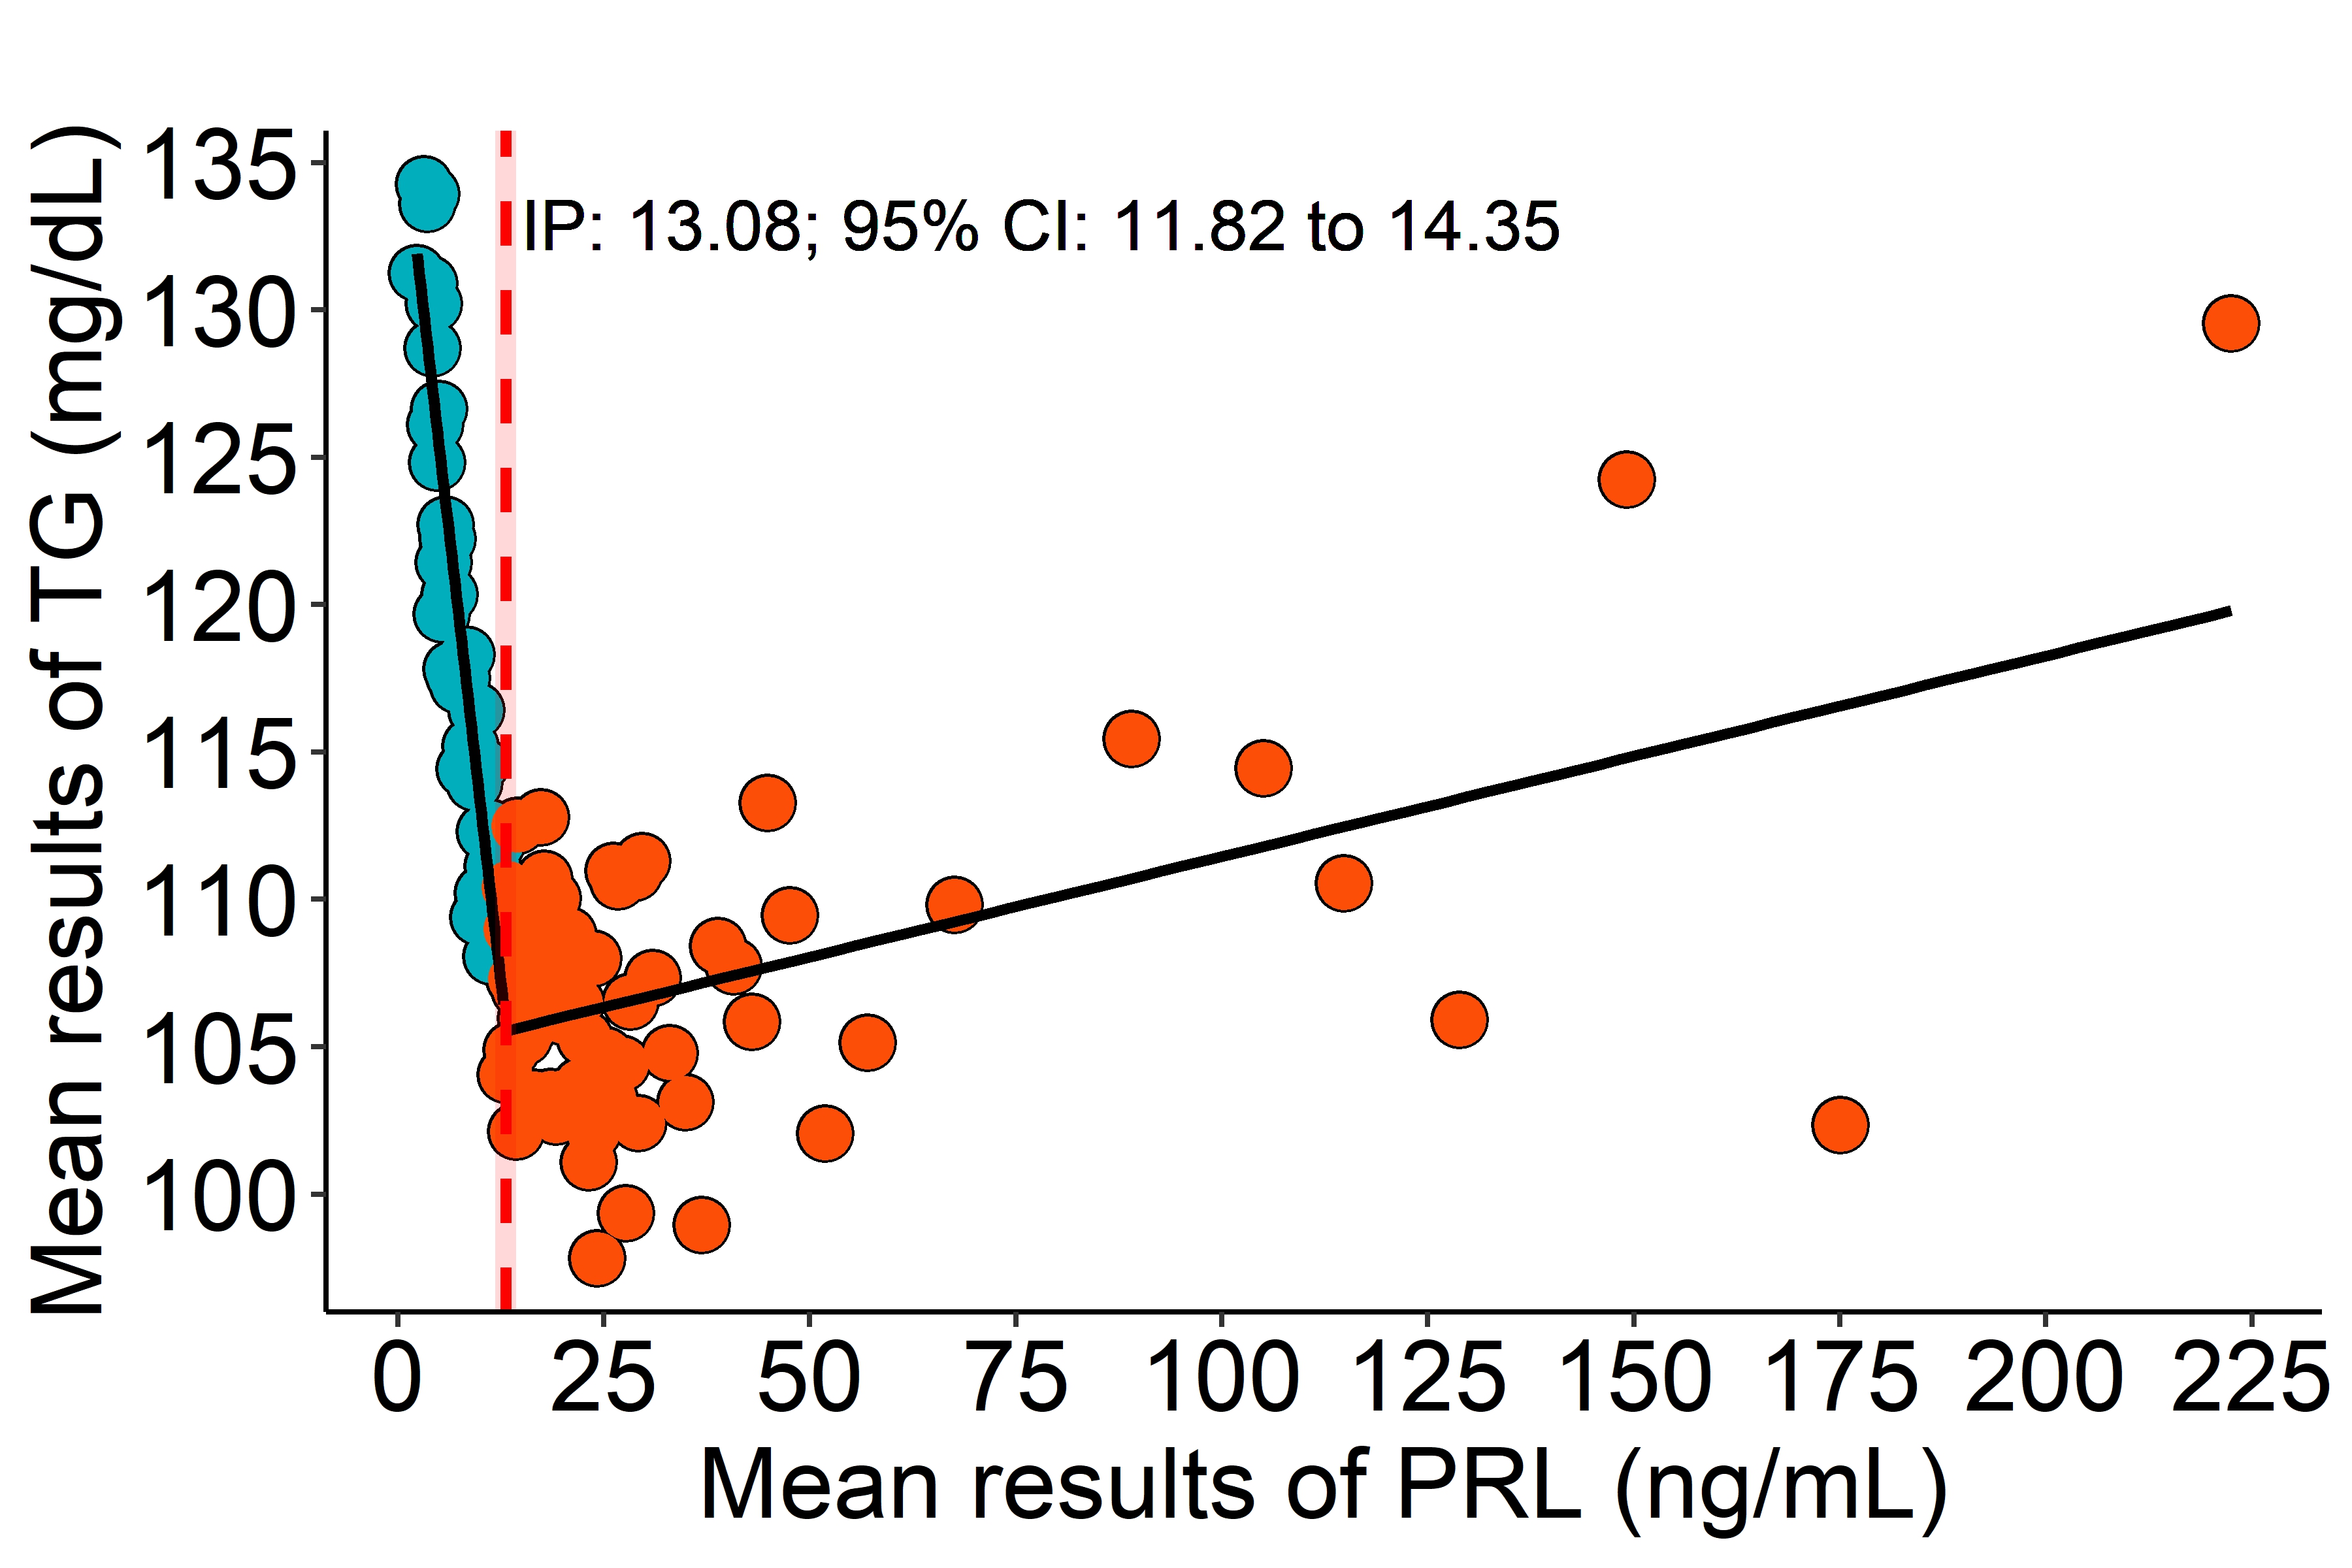 Mean results of TG (mg/dL)
135
130
125
120
115
110
105
100
IP: 13.08; 95% CI: 11.82 to 14.35
0 25 50 75 100 125 150 175 200 225
Mean results of PRL (ng/mL)